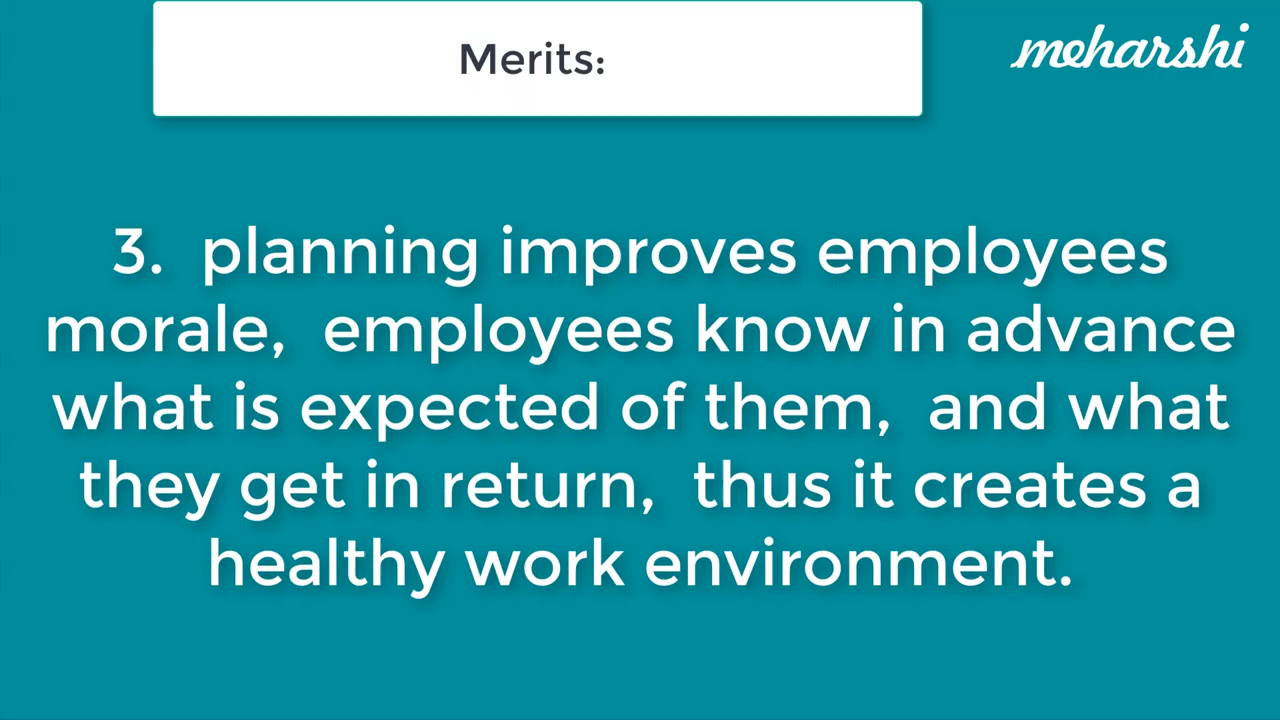 Merits:
meharshi
3. planning improves employees
morale, employees know in advance
what is expected of them, and what
they get in return, thus it creates a
healthy work environment.